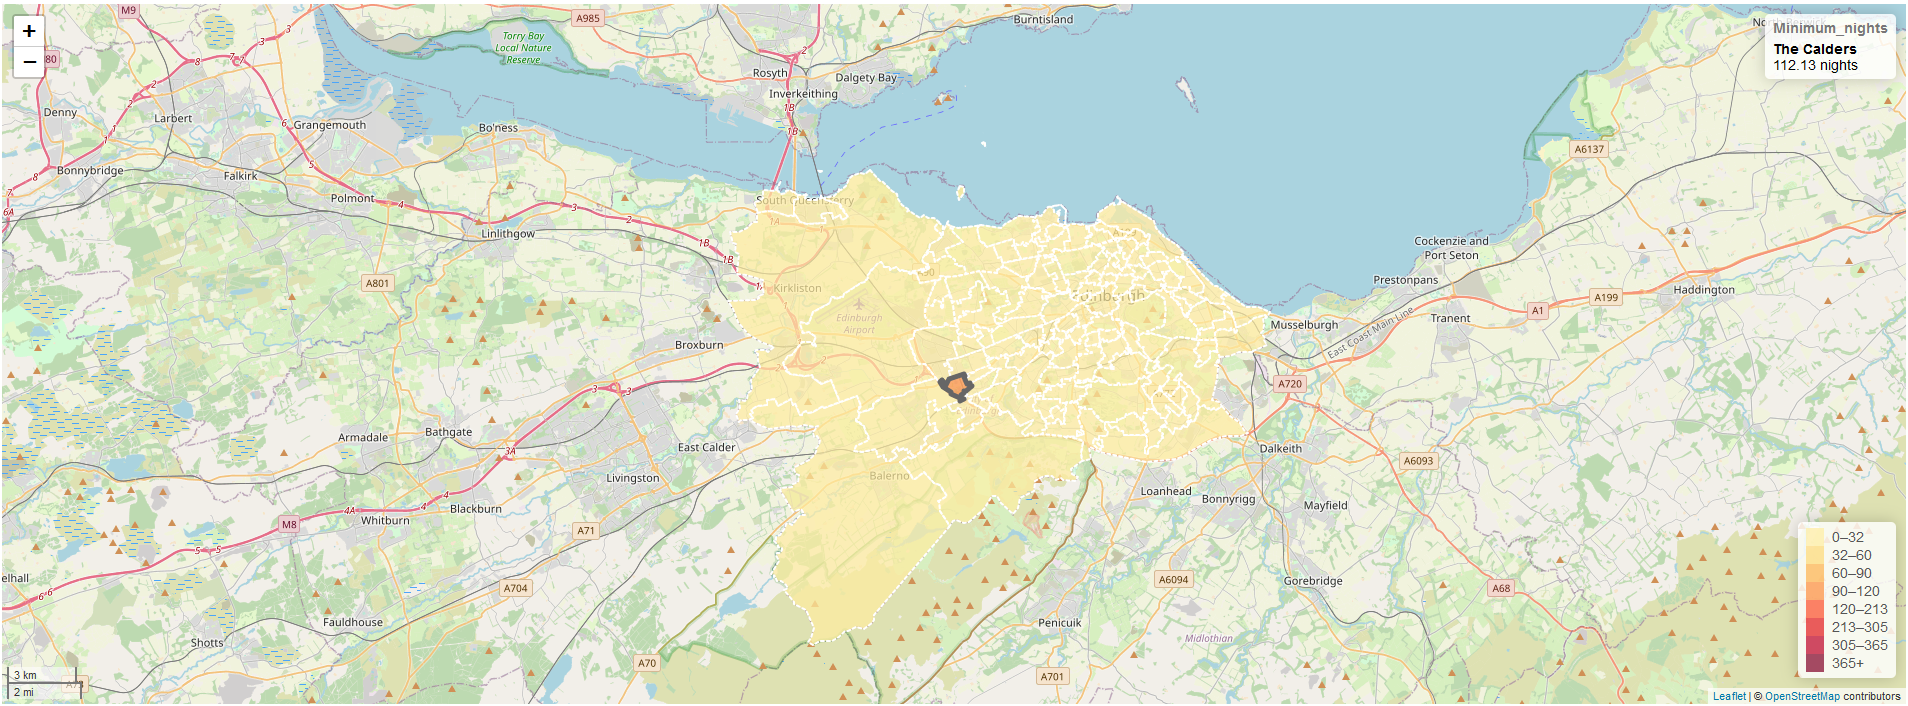 +
−
M9
A985
Burntisland
Torry Bay
Local Nature
Reserve
Rosyth
Dalgety Bay
Inverkeithing
Denny
Larbert
Grangemouth
Bo'ness
Bonnybridge
Falkirk
Polmont
Linlithgow
South Queensferry
A801
Kirkliston
Edinburgh
Airport
Edinburgh
A90
Broxburn
Armadale
Bathgate
East Calder
Livingston
Balerno
Whitburn
Blackburn
M8
A71
A704
Fauldhouse
Shotts
A70
Musselburgh
East Coast Main Line
Prestonpans
Cockenzie and
Port Seton
Tranent
A1
A199
Haddington
A6137
A720
Dalkeith
A6093
Loanhead
Bonnyrigg
Mayfield
A6094
Gorebridge
A68
Penicuik
Midlothian
A701
Minimum_nights
The Calders
112.13 nights
0–32
32–60
60–90
90–120
120–213
213–305
305–365
365+
3 km
2 mi
Leaflet | © OpenStreetMap contributors